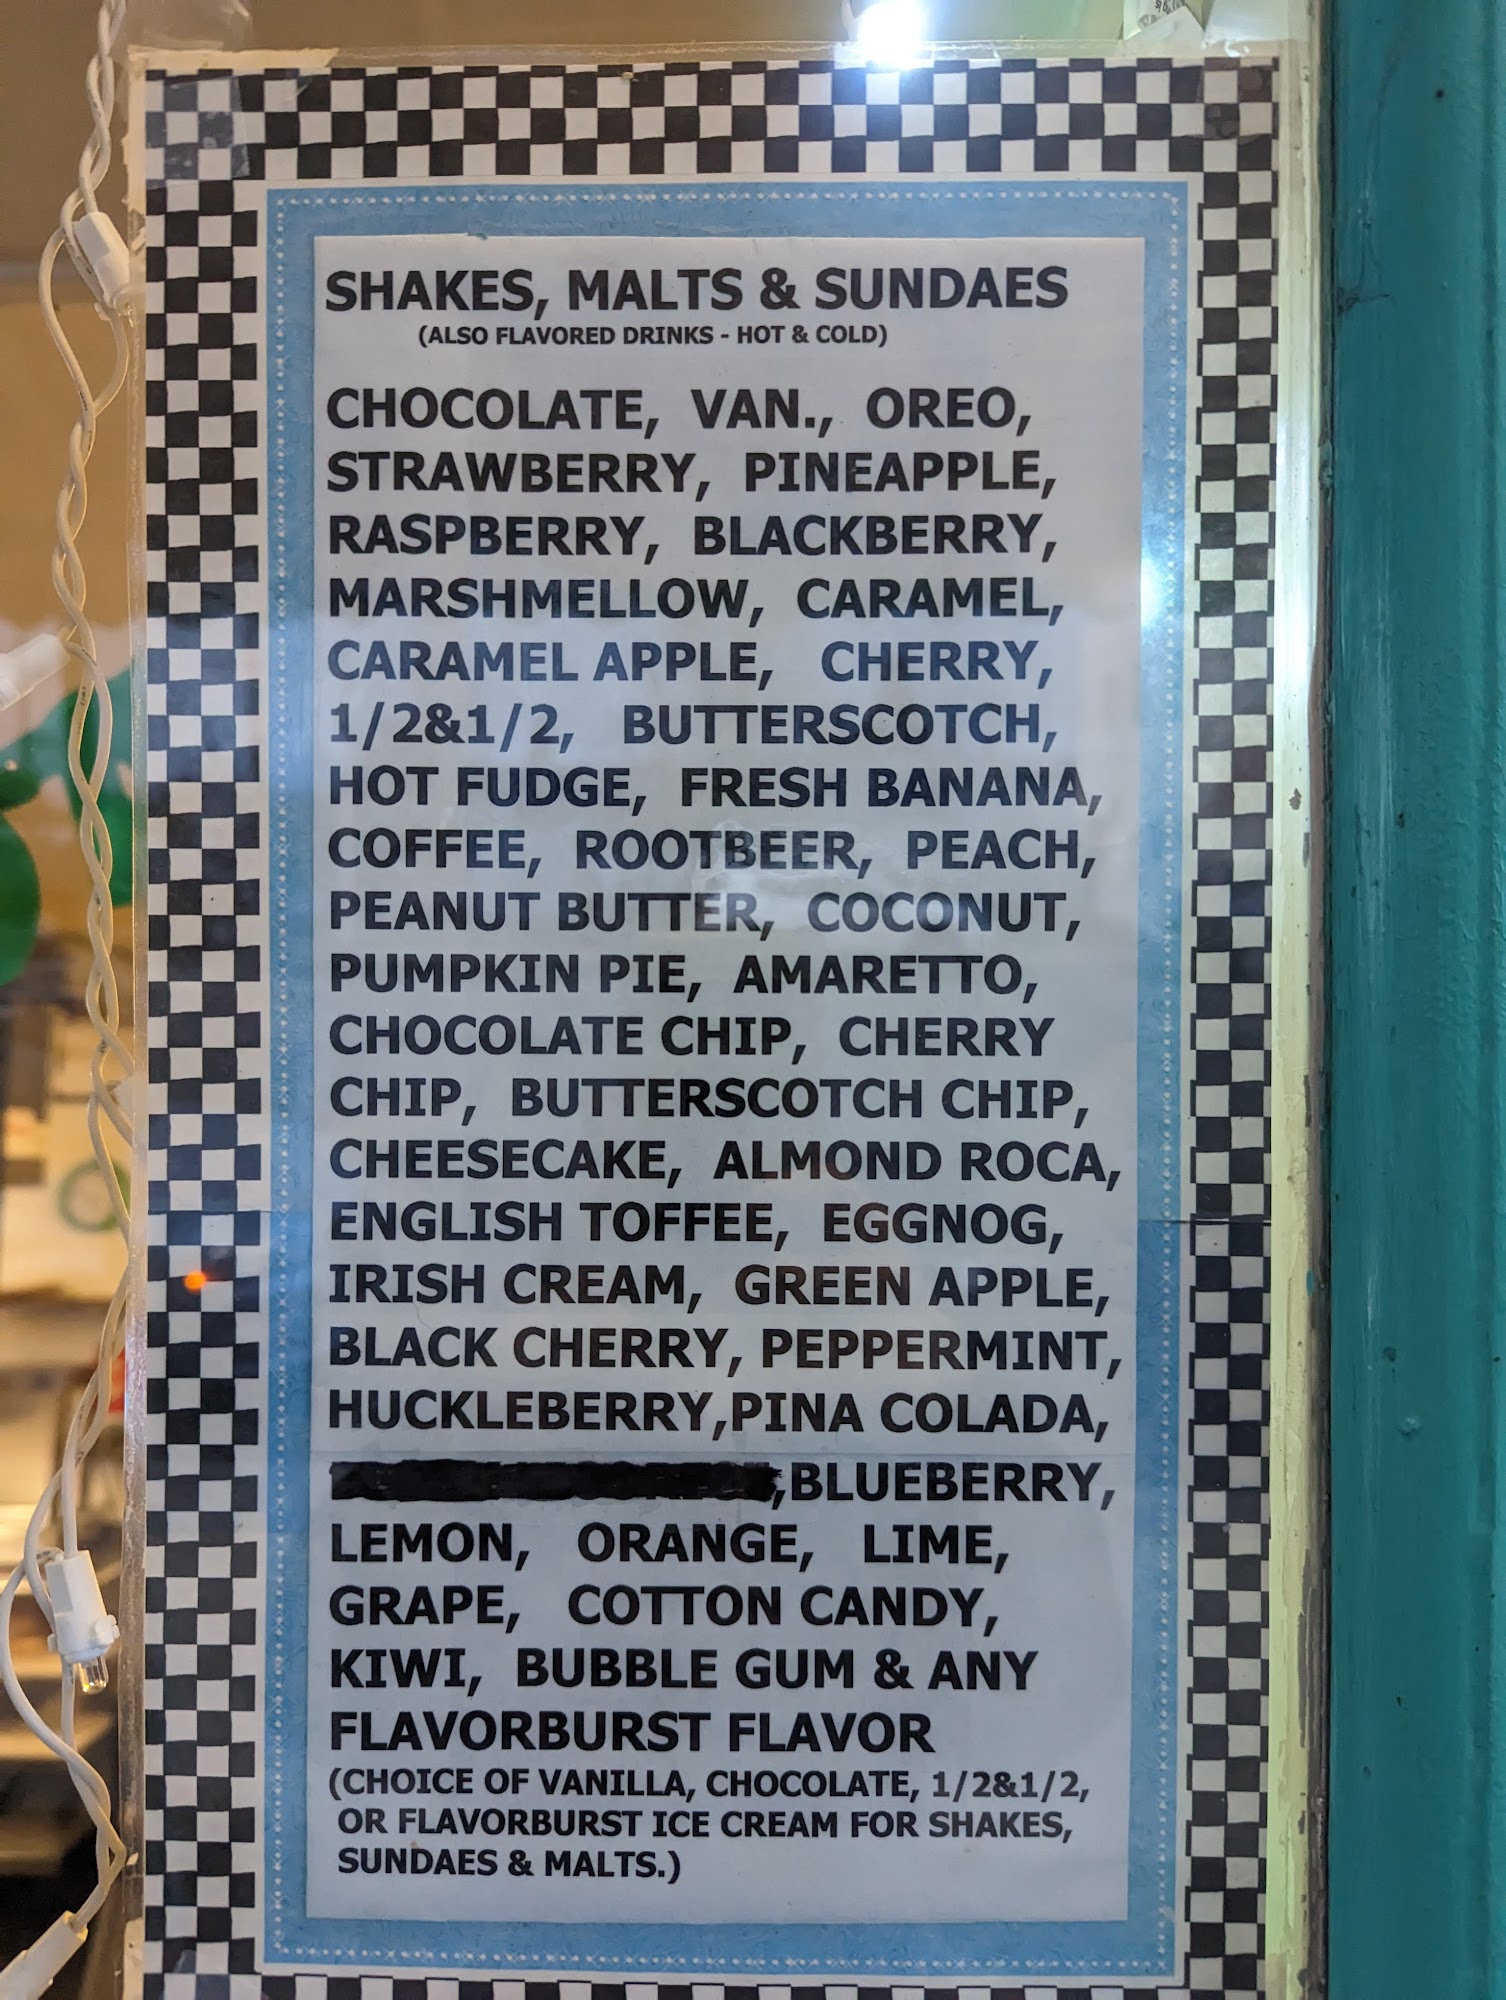 SHAKES, MALTS & SUNDAES
(ALSO FLAVORED DRINKS - HOT & COLD)
CHOCOLATE, VAN., OREO,
STRAWBERRY, PINEAPPLE,
RASPBERRY, BLACKBERRY,
MARSHMELLOW, CARAMEL,
CARAMEL APPLE, CHERRY,
1/2&1/2, BUTTERSCOTCH,
HOT FUDGE, FRESH BANANA,
COFFEE, ROOTBEER, PEACH,
PEANUT BUTTER, COCONUT,
PUMPKIN PIE, AMARETTO,
CHOCOLATE CHIP, CHERRY
CHIP, BUTTERSCOTCH CHIP,
CHEESECAKE, ALMOND ROCA,
ENGLISH TOFFEE, EGGNOG,
IRISH CREAM, GREEN APPLE,
BLACK CHERRY, PEPPERMINT,
HUCKLEBERRY,PINA COLADA,
,BLUEBERRY,
LEMON, ORANGE, LIME,
GRAPE, COTTON CANDY,
KIWI, BUBBLE GUM & ANY
FLAVORBURST FLAVOR
(CHOICE OF VANILLA, CHOCOLATE, 1/2&1/2,
OR FLAVORBURST ICE CREAM FOR SHAKES,
SUNDAES & MALTS.)